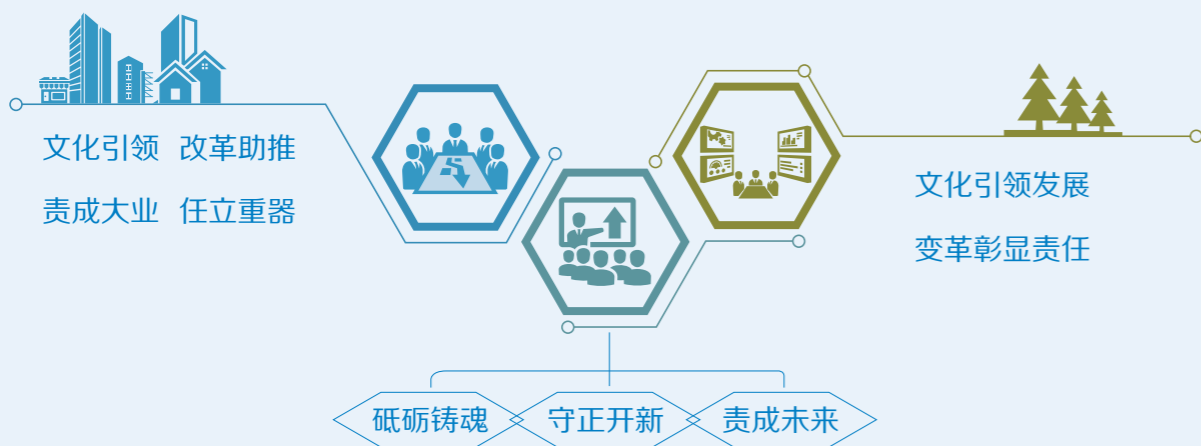 文化引领 改革助推
责成大业 任立重器
文化引领发展
变革彰显责任
砥砺铸魂 守正开新 责成未来